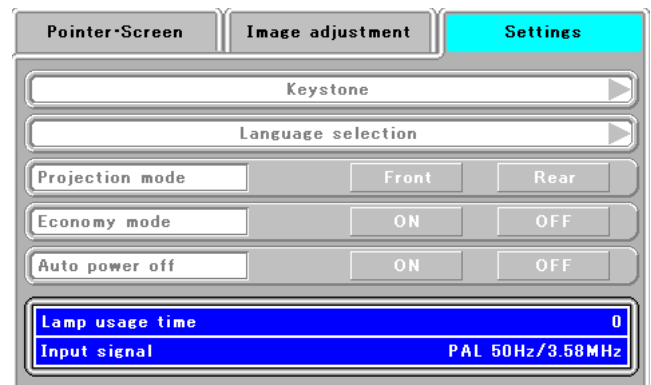 Pointer·Screen Image adjustment Settings
Keystone
Language selection
Projection mode Front Rear
Economy mode ON OFF
Auto power off ON OFF
Lamp usage time 0
Input signal PAL 50Hz/3.58MHz